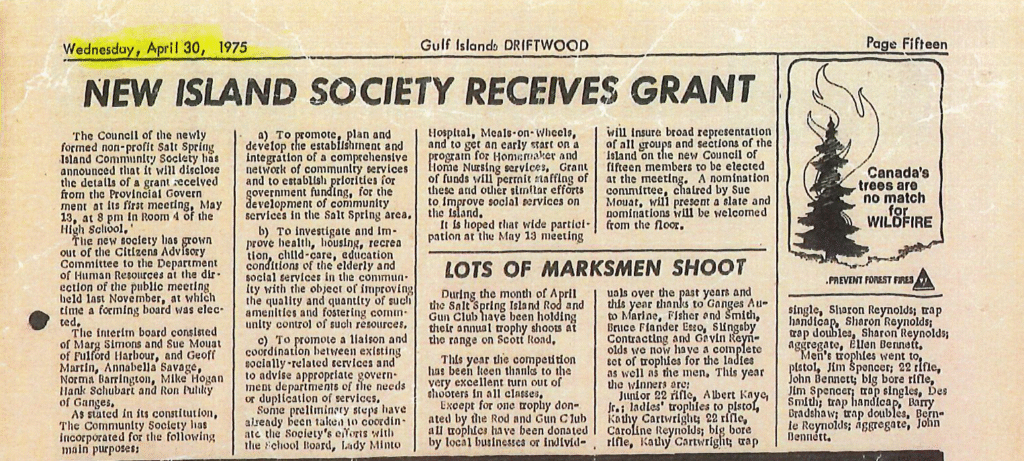 Wednesday, April 30, 1975
Gulf Islands DRIFTWOOD
Page Fifteen
NEW ISLAND SOCIETY RECEIVES GRANT
The Council of the newly
formed non-profit Salt Spring
Island Community Society has
announced that it will disclose
the details of a grant received
from the Provincial Govern
ment at its first meeting, May
13, at 8 pm in Room 4 of the
High School.
The new society has grown
out of the Citizens Advisory
Committee to the Department
of Human Resources at the dir-
ection of the public meeting
held last November, at which
time a forming board was elec-
ted.
The interim board consisted
of Marg Simons and Sue Mouat
of Fulford Harbour, and Geoff
Martin, Annabella Savage,
Norma Barrington, Mike Hogan
Hank Schubart and Ron Puhky
of Ganges.
As stated in its constitution,
The Community Society has
incorporated for the following
main purposes:
a) To promote, plan and
develop the establishment and
integration of a comprehensive
network of community services
and to establish priorities for
government funding, for the
development of community
services in the Salt Spring area.
b) To investigate and im-
prove health, housing, recrea
tion, child-care, education
conditions of the elderly and
social services in the commun-
ity with the object of improving
the quality and quantity of such
amenities and fostering comm-
unity control of such resources.
c) To promote a liaison and
coordination between existing
socially-related services and
to advise appropriate govern-
ment departments of the needs
or duplication of services.
Some preliminary steps have
already been taken to coordin-
ate the Society's efforts with
the School Board, Lady Minto
Hospital, Meals-on-Wheels,
and to get an early start on a
program for Homemaker and
Home Nursing services. Grant
of funds will permit staffing of
these and other similar efforts
to improve social services on
the island.
It is hoped that wide partici-
pation at the May 13 meeting
will insure broad representation
of all groups and sections of the
Island on the new Council of
fifteen members to be elected
at the meeting. A nomination
committee, chaired by Sue
Mouat, will present a slate and
nominations will be welcomed
from the floor.
LOTS OF MARKSMEN SHOOT
During the month of April
the Salt Spring Island Rod and
Gun Club have been holding
their annual trophy shoots at
the range on Scott Road.
This year the competition
has been keen thanks to the
very excellent turn out of
shooters in all classes.
Except for one trophy don-
ated by the Rod and Gun Club
all trophies have been donated
by local businesses or individ-
uals over the past years and
this year thanks to Ganges Au-
to Marine, Fisher and Smith,
Bruce Fiander Esso, Slingsby
Contracting and Gavin Reyn-
olds we now have a complete
set of trophies for the ladies
as well as the men. This year
the winners are:
Junior 22 rifle, Albert Kaye,
Jr.; ladies' trophies to pistol,
Kathy Cartwright; 22 rifle,
Caroline Reynolds; big bore
rifle, Kathy Cartwright; trap
Canada's
trees are
no match
for
WILDFIRE
PREVENT FOREST FIRES
single, Sharon Reynolds; trap
handicap, Sharon Reynolds;
trap doubles, Sharon Reynolds;
aggregate, Ellen Bennett.
Men's trophies went to,
pistol, Jim Spencer; 22 rifle,
John Bennett; big bore rifle,
Jim Spencer; trap singles, Des
Smith; trap handicap, Barry
Bradshaw; trap doubles, Bern-
ie Reynolds; aggregate, John
Bennett.